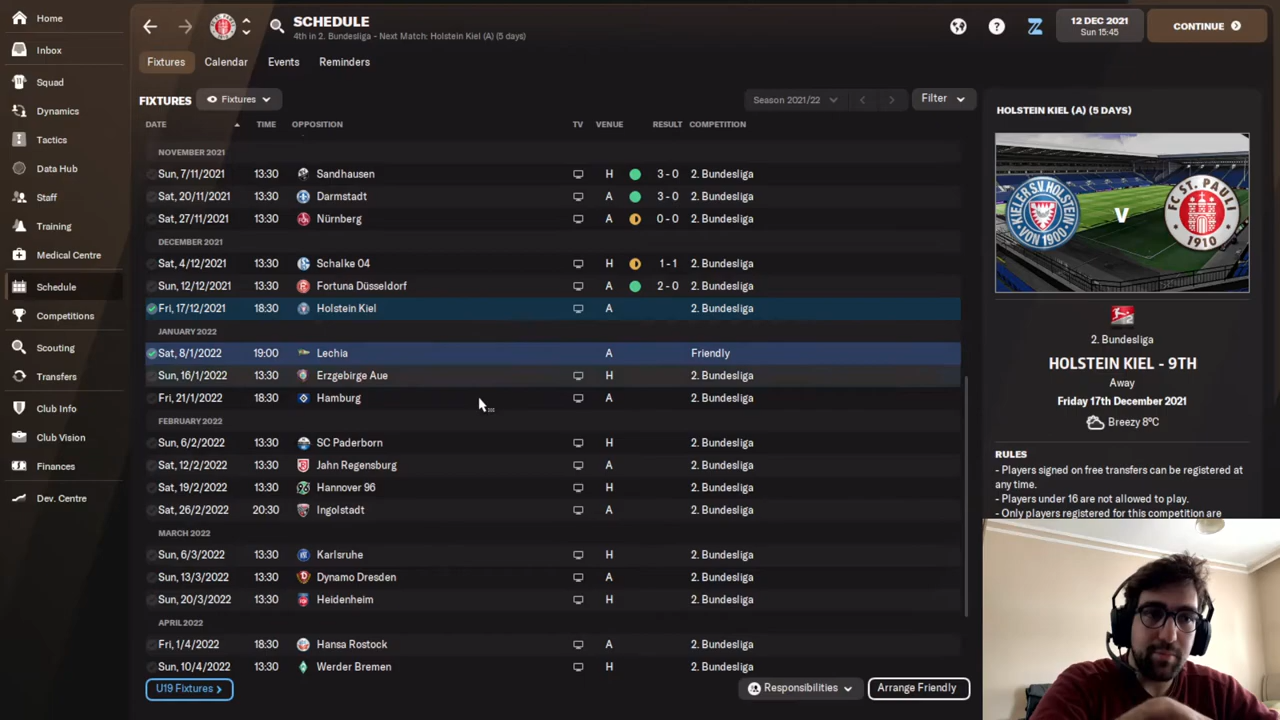 Home
Inbox
Squad
Dynamics
Tactics
Data Hub
Staff
Training
Medical Centre
Schedule
Competitions
Scouting
Transfers
Club Info
Club Vision
Finances
Dev. Centre
SCHEDULE
4th in 2. Bundesliga - Next Match: Holstein Kiel (A) (5 days)
12 DEC 2021
Sun 15:45
CONTINUE
Fixtures Calendar Events Reminders
FIXTURES Fixtures Season 2021/22 Filter
DATE TIME OPPOSITION TV VENUE RESULT COMPETITION
NOVEMBER 2021
Sun, 7/11/2021 13:30 Sandhausen H 3 - 0 2. Bundesliga
Sat, 20/11/2021 13:30 Darmstadt A 3 - 0 2. Bundesliga
Sat, 27/11/2021 13:30 Nürnberg A 0 - 0 2. Bundesliga
DECEMBER 2021
Sat, 4/12/2021 13:30 Schalke 04 H 1 - 1 2. Bundesliga
Sun, 12/12/2021 13:30 Fortuna Düsseldorf A 2 - 0 2. Bundesliga
Fri, 17/12/2021 18:30 Holstein Kiel A 2. Bundesliga
JANUARY 2022
Sat, 8/1/2022 19:00 Lechia A Friendly
Sun, 16/1/2022 13:30 Erzgebirge Aue H 2. Bundesliga
Fri, 21/1/2022 18:30 Hamburg A 2. Bundesliga
FEBRUARY 2022
Sun, 6/2/2022 13:30 SC Paderborn H 2. Bundesliga
Sat, 12/2/2022 13:30 Jahn Regensburg A 2. Bundesliga
Sat, 19/2/2022 13:30 Hannover 96 H 2. Bundesliga
Sat, 26/2/2022 20:30 Ingolstadt A 2. Bundesliga
MARCH 2022
Sun, 6/3/2022 13:30 Karlsruhe H 2. Bundesliga
Sun, 13/3/2022 13:30 Dynamo Dresden A 2. Bundesliga
Sun, 20/3/2022 13:30 Heidenheim H 2. Bundesliga
APRIL 2022
Fri, 1/4/2022 18:30 Hansa Rostock A 2. Bundesliga
Sun, 10/4/2022 13:30 Werder Bremen H 2. Bundesliga
U19 Fixtures > Responsibilities Arrange Friendly
HOLSTEIN KIEL (A) (5 DAYS)
KIELER S.V. HOLSTEIN
VON 1900
V
FC ST. PAULI
1910
2. Bundesliga
HOLSTEIN KIEL - 9TH
Away
Friday 17th December 2021
Breezy 8ºC
RULES
- Players signed on free transfers can be registered at
any time.
- Players under 16 are not allowed to play.
- Only players registered for this competition are